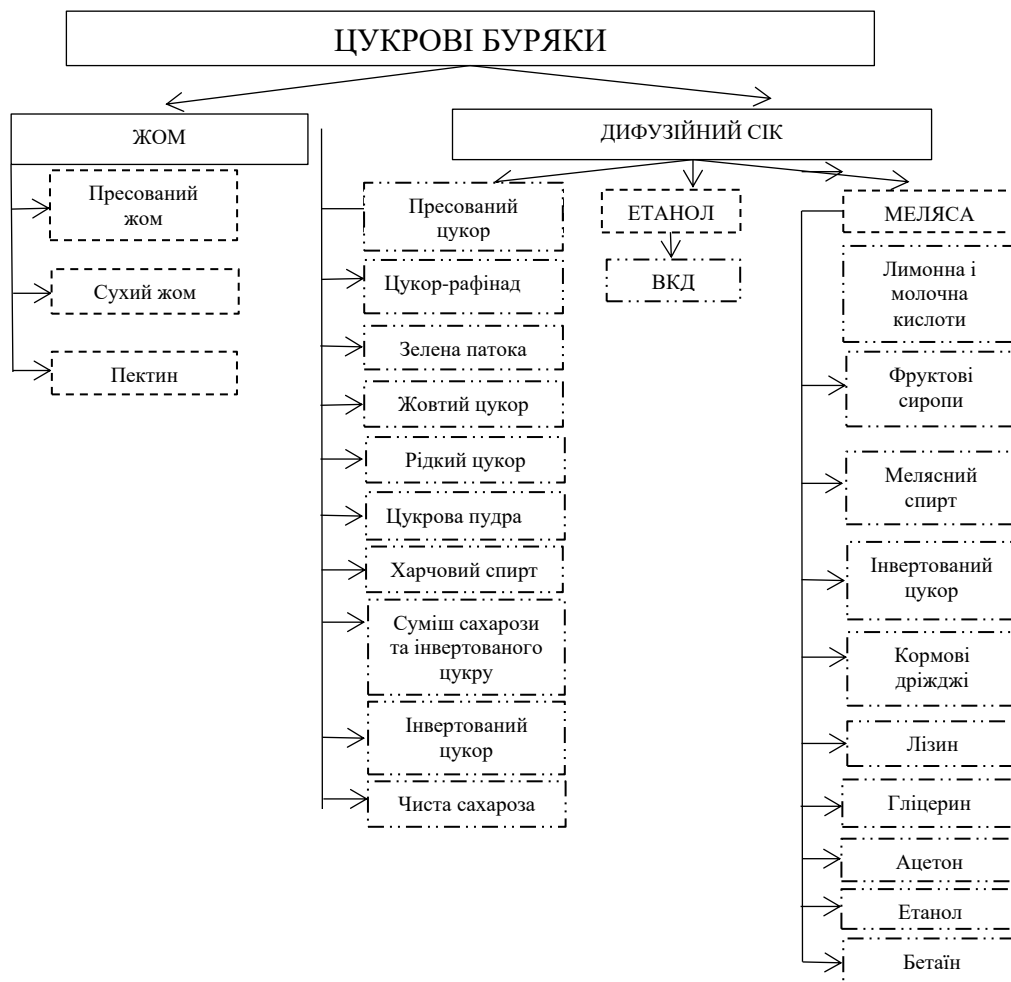 ЦУКРОВІ БУРЯКИ
ЖОМ
ДИФУЗІЙНИЙ СІК
Пресований
жом
Сухий жом
Пектин
Пресований
цукор
Цукор-рафінад
Зелена патока
Жовтий цукор
Рідкий цукор
Цукрова пудра
Харчовий спирт
Суміш сахарози
та інвертованого
цукру
Інвертований
цукор
Чиста сахароза
ЕТАНОЛ
ВКД
МЕЛЯСА
Лимонна і
молочна
кислоти
Фруктові
сиропи
Мелясний
спирт
Інвертований
цукор
Кормові
дріжджі
Лізин
Гліцерин
Ацетон
Етанол
Бетаїн